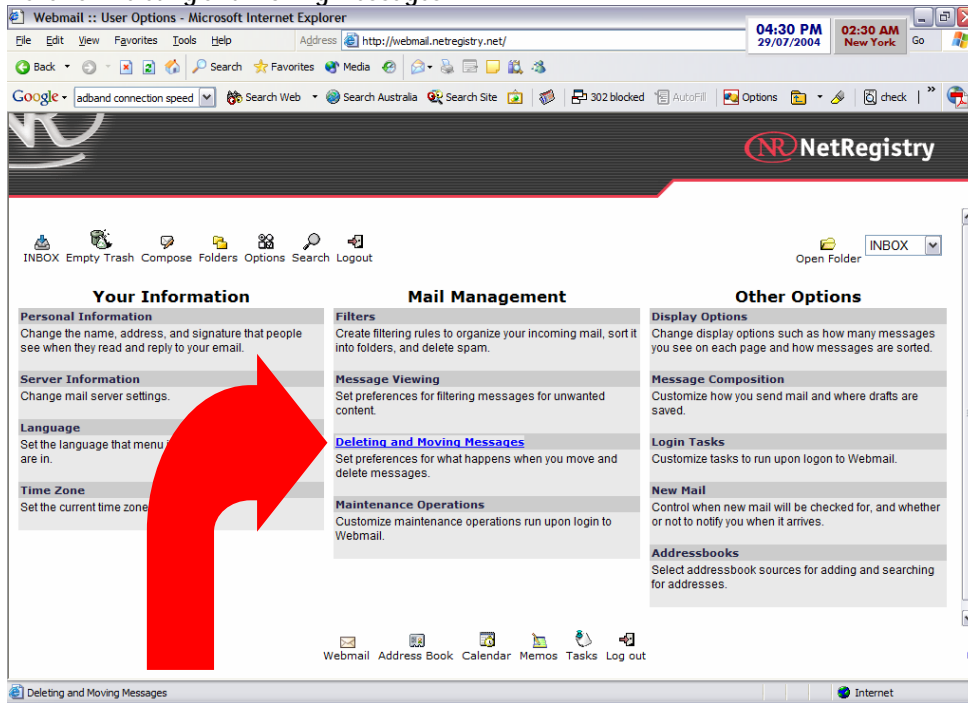 Webmail :: User Options - Microsoft Internet Explorer
04:30 PM
29/07/2004
02:30 AM
New York
File Edit View Favorites Tools Help
Address http://webmail.netregistry.net/
Go
Back Search Favorites Media
Google adband connection speed Search Web Search Australia Search Site 302 blocked AutoFill Options check »
NR
NR NetRegistry
INBOX Empty Trash Compose Folders Options Search Logout
Open Folder INBOX
Your Information
Personal Information
Change the name, address, and signature that people
see when they read and reply to your email.
Server Information
Change mail server settings.
Language
Set the language that menu
are in.
Time Zone
Set the current time zone
Mail Management
Filters
Create filtering rules to organize your incoming mail, sort it
into folders, and delete spam.
Message Viewing
Set preferences for filtering messages for unwanted
content.
Deleting and Moving Messages
Set preferences for what happens when you move and
delete messages.
Maintenance Operations
Customize maintenance operations run upon login to
Webmail.
Other Options
Display Options
Change display options such as how many messages
you see on each page and how messages are sorted.
Message Composition
Customize how you send mail and where drafts are
saved.
Login Tasks
Customize tasks to run upon logon to Webmail.
New Mail
Control when new mail will be checked for, and whether
or not to notify you when it arrives.
Addressbooks
Select addressbook sources for adding and searching
for addresses.
Webmail Address Book Calendar Memos Tasks Log out
Deleting and Moving Messages
Internet